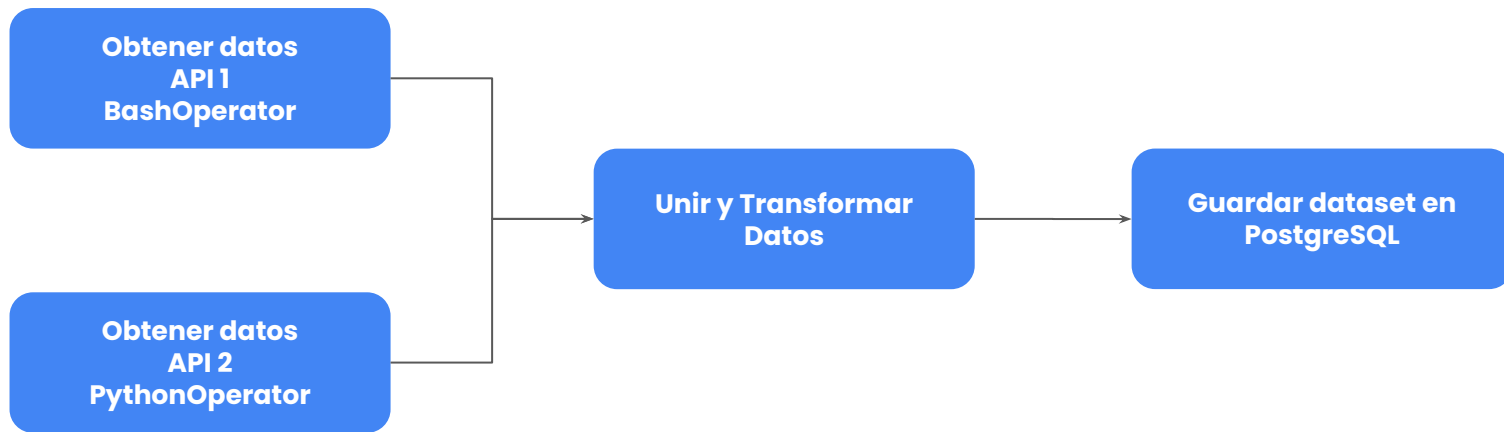 Obtener datos
API 1
BashOperator
Obtener datos
API 2
PythonOperator
Unir y Transformar
Datos
Guardar dataset en
PostgreSQL